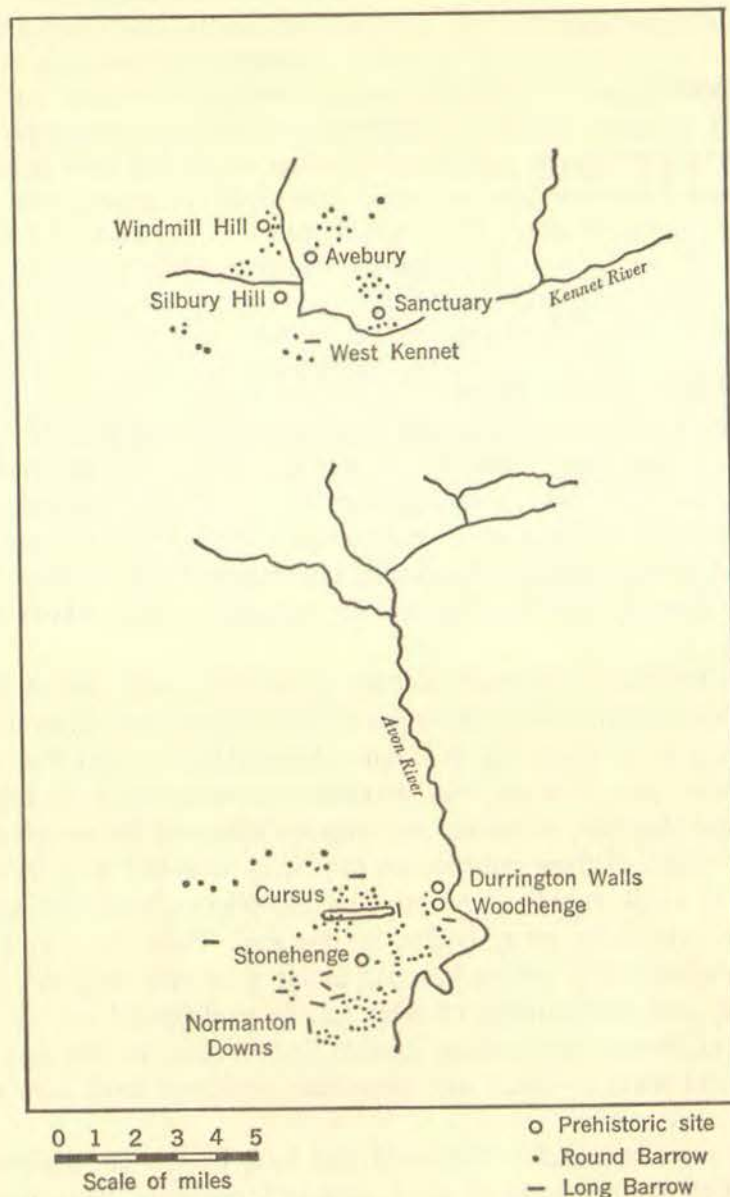 Windmill Hill
Avebury
Silbury Hill
Sanctuary
Kennet River
West Kennet
Avon River
Cursus
Durrington Walls
Woodhenge
Stonehenge
Normanton
Downs
0 1 2 3 4 5
Scale of miles
Prehistoric site
Round Barrow
Long Barrow